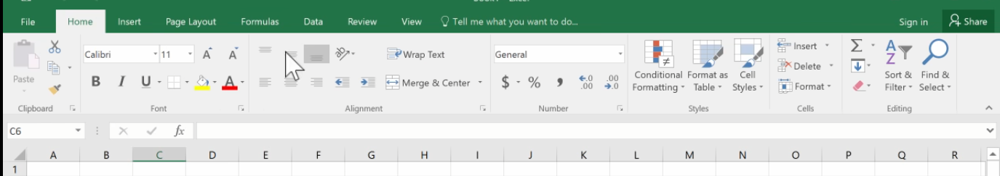 File Home Insert Page Layout Formulas Data Review View Tell me what you want to do... Sign in Share
Calibri 11 A A Wrap Text General Insert
Paste Conditional Format as Cell Delete Sort & Find &
B I U A Merge & Center $ % , .0 .00 Formatting Table Styles Format Filter Select
Clipboard Font Alignment Number Styles Cells Editing
C6 fx
A B C D E F G H I J K L M N O P Q R
1